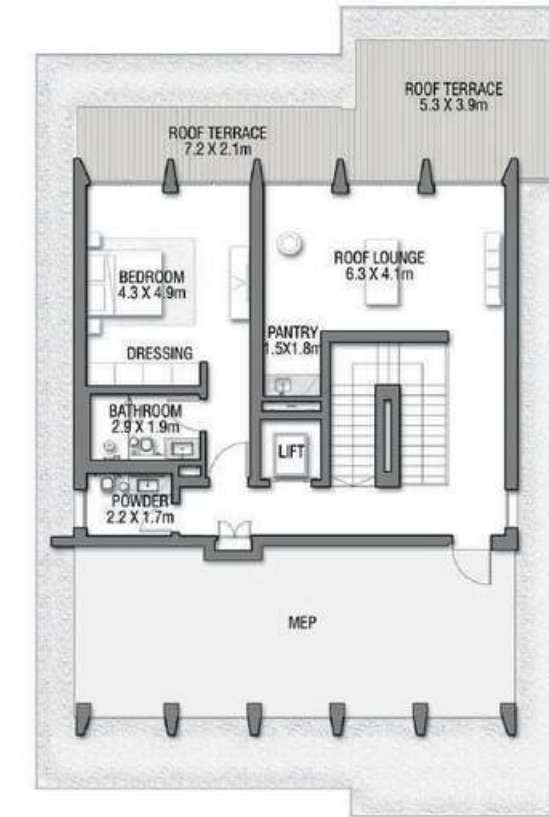 ROOF TERRACE
5.3 X 3.9m
ROOF TERRACE
7.2 X 2.1m
ROOF LOUNGE
6.3 X 4.1m
BEDROOM
4.3 X 4.9m
PANTRY
1.5X1.8m
DRESSING
BATHROOM
2.9 X 1.9m
LIFT
POWDER
2.2 X 1.7m
MEP